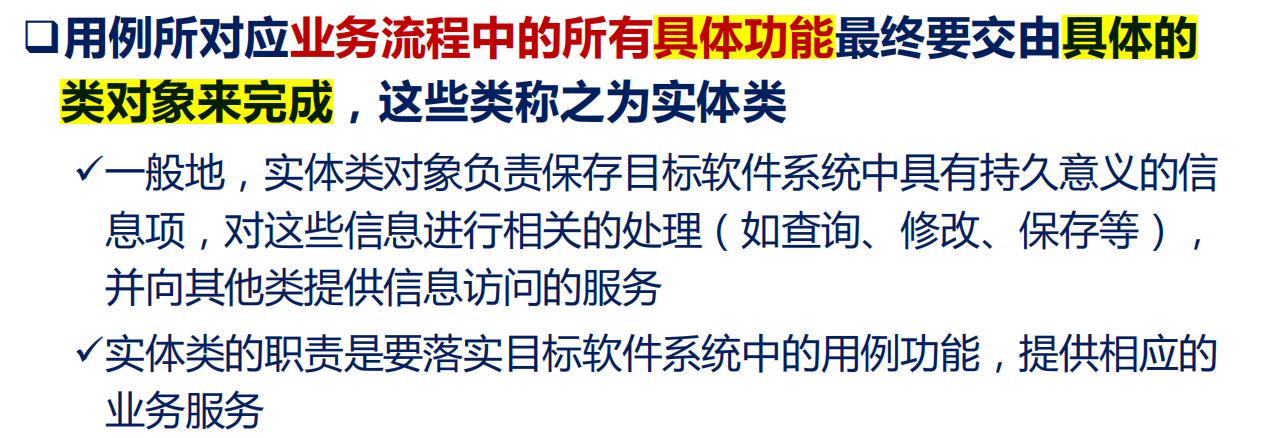 ❑用例所对应业务流程中的所有具体功能最终要交由具体的
类对象来完成，这些类称之为实体类
✓一般地，实体类对象负责保存目标软件系统中具有持久意义的信
息项，对这些信息进行相关的处理（如查询、修改、保存等），
并向其他类提供信息访问的服务
✓实体类的职责是要落实目标软件系统中的用例功能，提供相应的
业务服务